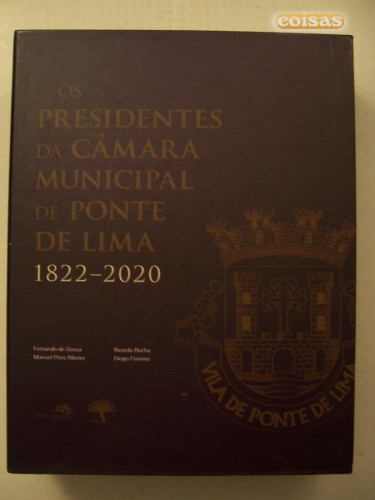 coisas
OS
PRESIDENTES
DA CÂMARA
MUNICIPAL
DE PONTE
DE LIMA
1822–2020
Fernando de Sousa
Manuel Pires Ribeiro
Ricardo Rocha
Diogo Ferreira
VILA DE PONTE DE LIMA